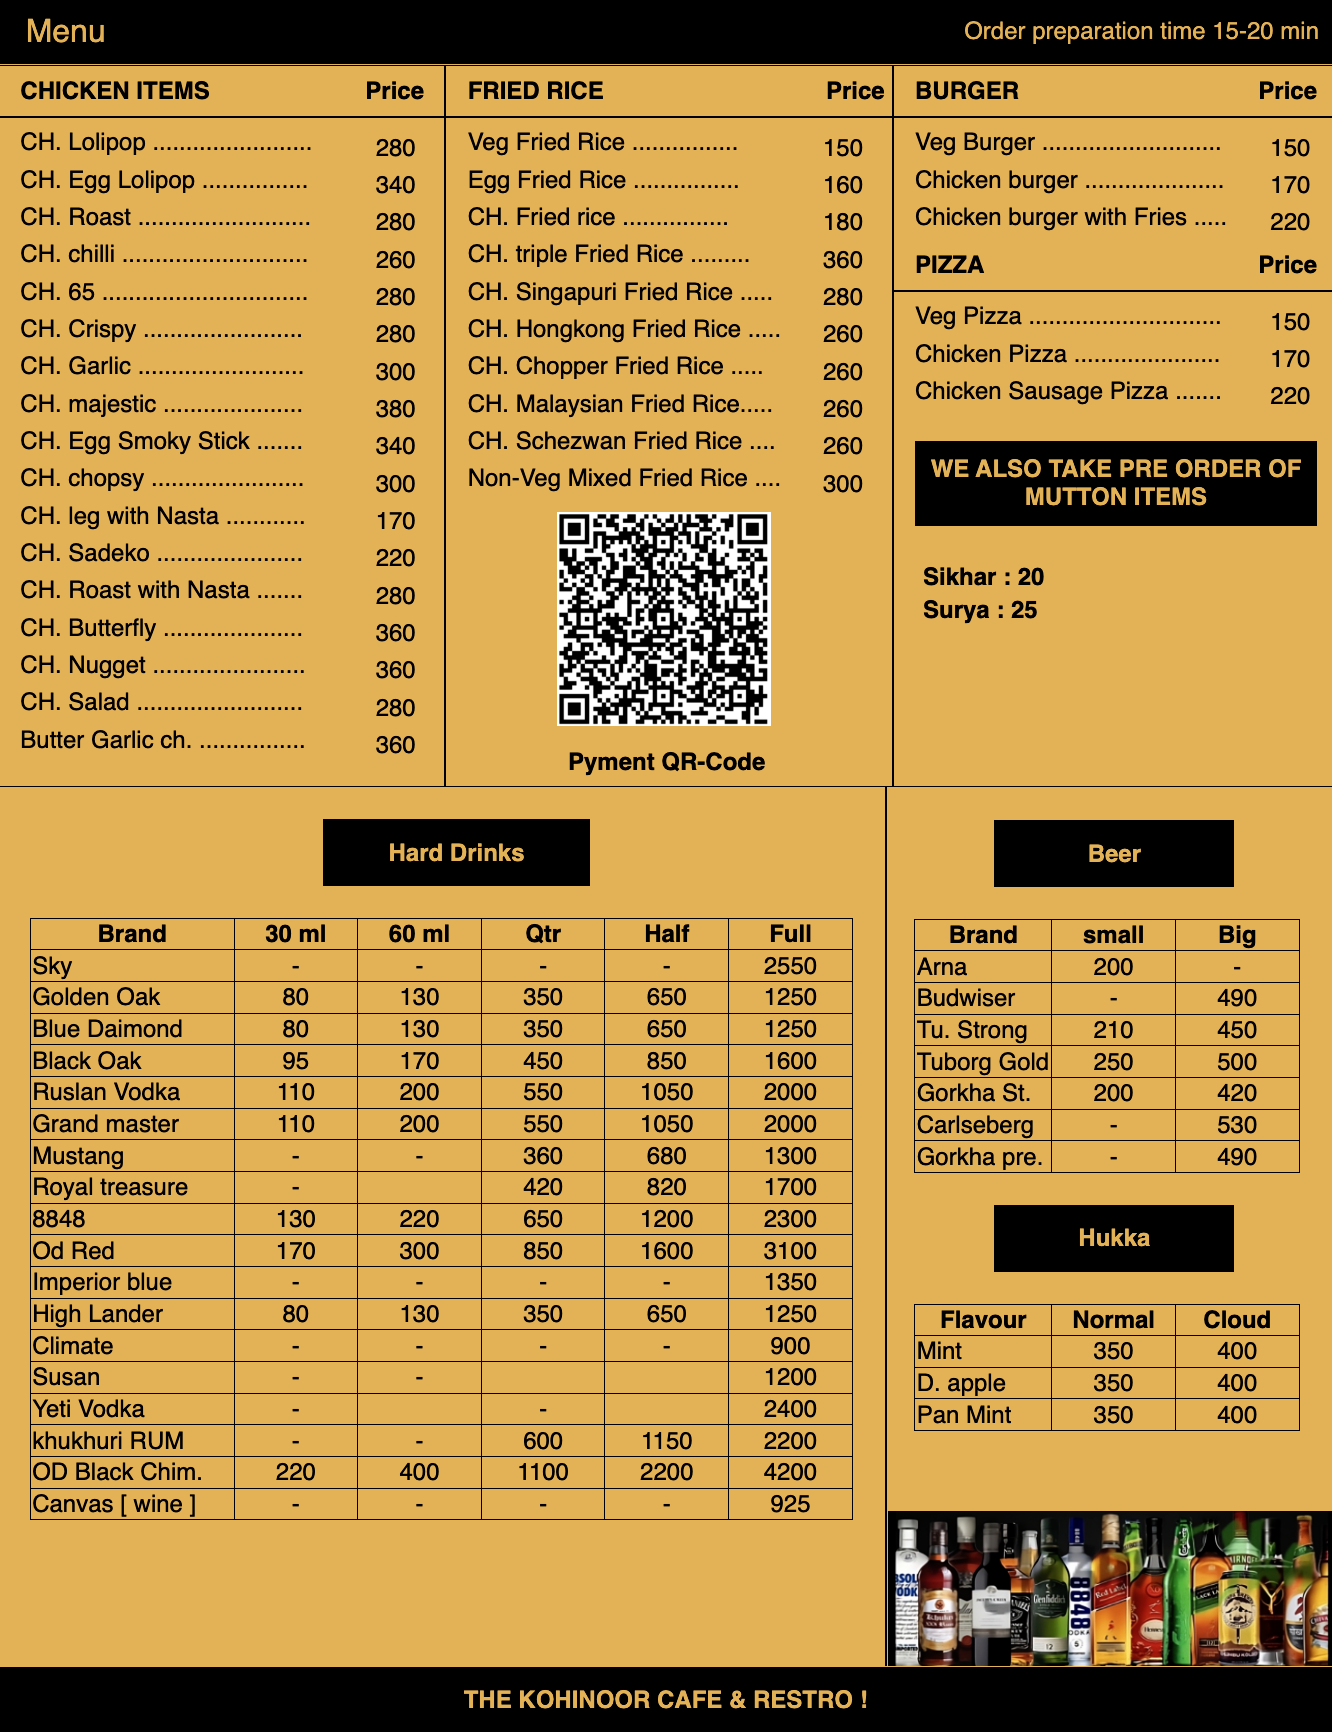 Menu
Order preparation time 15-20 min
CHICKEN ITEMS Price
CH. Lolipop ........................ 280
CH. Egg Lolipop ................ 340
CH. Roast .......................... 280
CH. chilli ............................ 260
CH. 65 ............................... 280
CH. Crispy ........................ 280
CH. Garlic ......................... 300
CH. majestic ..................... 380
CH. Egg Smoky Stick ....... 340
CH. chopsy ....................... 300
CH. leg with Nasta ............ 170
CH. Sadeko ...................... 220
CH. Roast with Nasta ....... 280
CH. Butterfly ..................... 360
CH. Nugget ....................... 360
CH. Salad ......................... 280
Butter Garlic ch. ................ 360
FRIED RICE Price
Veg Fried Rice ................ 150
Egg Fried Rice ................ 160
CH. Fried rice ................ 180
CH. triple Fried Rice ......... 360
CH. Singapuri Fried Rice ..... 280
CH. Hongkong Fried Rice ..... 260
CH. Chopper Fried Rice ..... 260
CH. Malaysian Fried Rice..... 260
CH. Schezwan Fried Rice .... 260
Non-Veg Mixed Fried Rice .... 300
Pyment QR-Code
BURGER Price
Veg Burger ........................... 150
Chicken burger ..................... 170
Chicken burger with Fries ..... 220
PIZZA Price
Veg Pizza ............................. 150
Chicken Pizza ...................... 170
Chicken Sausage Pizza ....... 220
WE ALSO TAKE PRE ORDER OF
MUTTON ITEMS
Sikhar : 20
Surya : 25
Hard Drinks
Brand 30 ml 60 ml Qtr Half Full
Sky - - - - 2550
Golden Oak 80 130 350 650 1250
Blue Daimond 80 130 350 650 1250
Black Oak 95 170 450 850 1600
Ruslan Vodka 110 200 550 1050 2000
Grand master 110 200 550 1050 2000
Mustang - - 360 680 1300
Royal treasure - 420 820 1700
8848 130 220 650 1200 2300
Od Red 170 300 850 1600 3100
Imperior blue - - - - 1350
High Lander 80 130 350 650 1250
Climate - - - - 900
Susan - - 1200
Yeti Vodka - - 2400
khukhuri RUM - - 600 1150 2200
OD Black Chim. 220 400 1100 2200 4200
Canvas [ wine ] - - - - 925
Beer
Brand small Big
Arna 200 -
Budwiser - 490
Tu. Strong 210 450
Tuborg Gold 250 500
Gorkha St. 200 420
Carlseberg - 530
Gorkha pre. - 490
Hukka
Flavour Normal Cloud
Mint 350 400
D. apple 350 400
Pan Mint 350 400
8848
Red Label
Glenfiddich
12
THE KOHINOOR CAFE & RESTRO !